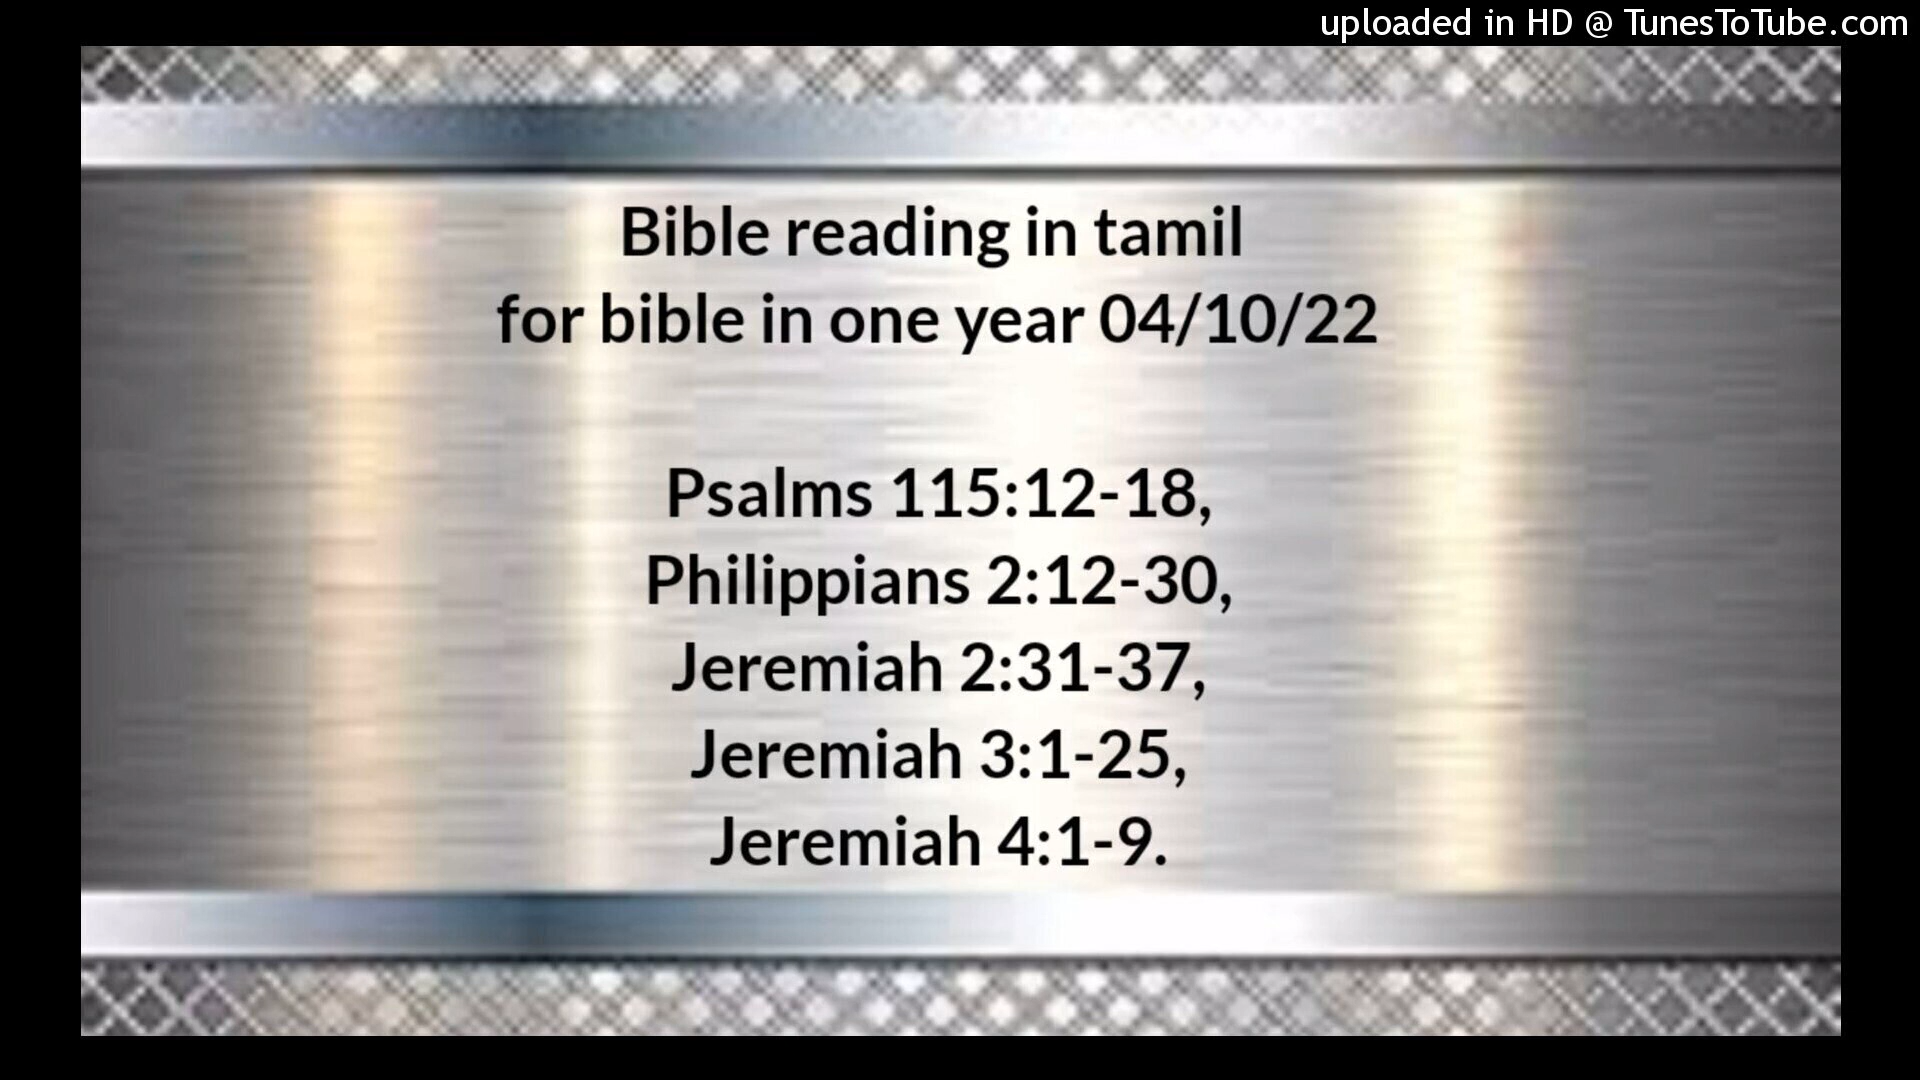 uploaded in HD @ TunesToTube.com
Bible reading in tamil
for bible in one year 04/10/22
Psalms 115:12-18,
Philippians 2:12-30,
Jeremiah 2:31-37,
Jeremiah 3:1-25,
Jeremiah 4:1-9.